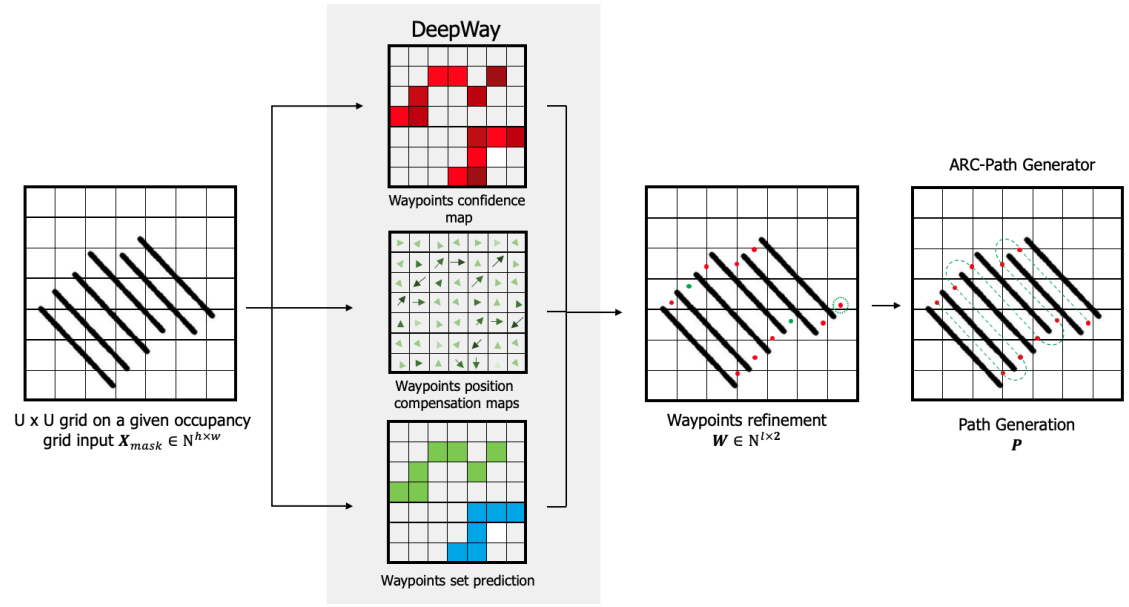 DeepWay
Waypoints confidence
map
Waypoints position
compensation maps
Waypoints set prediction
U x U grid on a given occupancy
grid input X_mask ∈ N^{h×w}
Waypoints refinement
W ∈ N^{l×2}
ARC-Path Generator
Path Generation
P